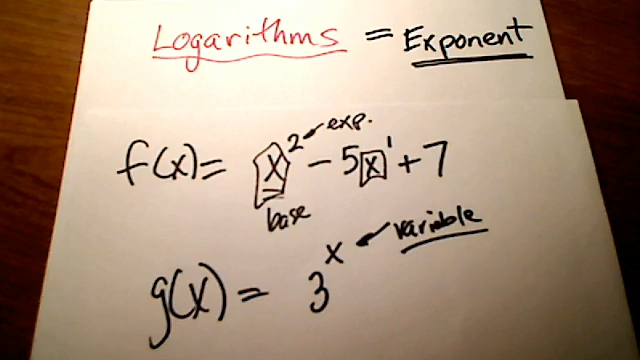 Logarithms = Exponent
f(x) = x² - 5x¹ + 7
exp.
base
g(x) = 3ˣ
variable